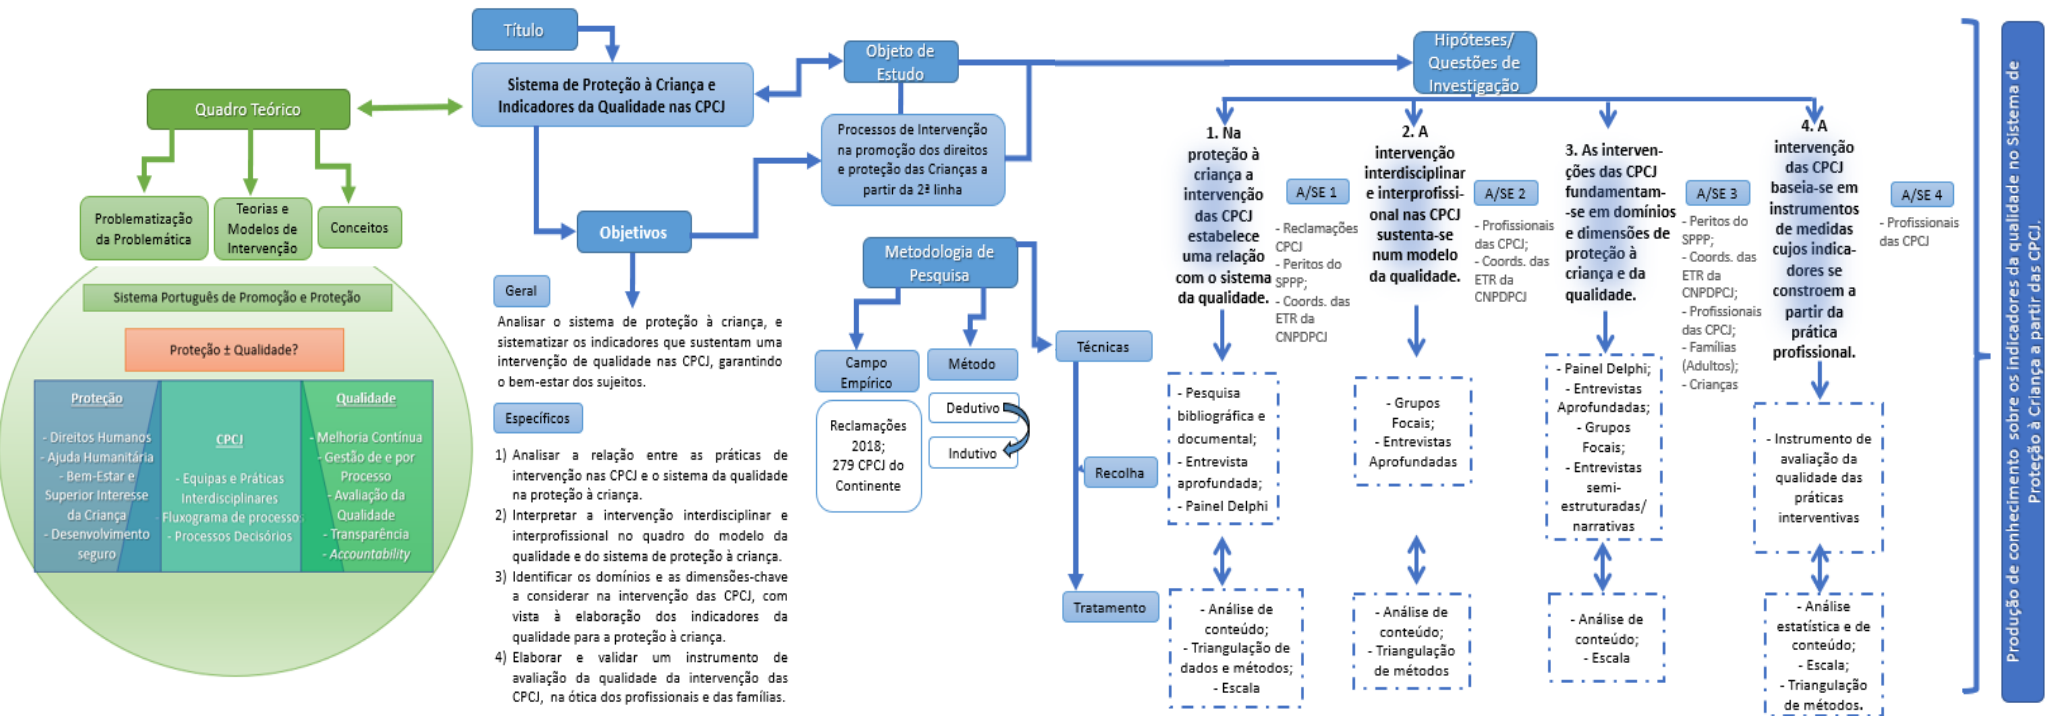 Título
Sistema de Proteção à Criança e
Indicadores da Qualidade nas CPCJ
Quadro Teórico
Problematização
da Problemática
Teorias e
Modelos de
Intervenção
Conceitos
Sistema Português de Promoção e Proteção
Proteção ± Qualidade?
Proteção
- Direitos Humanos
- Ajuda Humanitária
- Bem-Estar e
Superior Interesse
da Criança
- Desenvolvimento
seguro
CPCJ
- Equipas e Práticas
Interdisciplinares
Fluxograma de processos
- Processos Decisórios
Qualidade
- Melhoria Contínua
- Gestão de e por
Processo
- Avaliação da
Qualidade
- Transparência
- Accountability
Objetivos
Geral
Analisar o sistema de proteção à criança, e
sistematizar os indicadores que sustentam uma
intervenção de qualidade nas CPCJ, garantindo
o bem-estar dos sujeitos.
Específicos
1) Analisar a relação entre as práticas de
intervenção nas CPCJ e o sistema da qualidade
na proteção à criança.
2) Interpretar a intervenção interdisciplinar e
interprofissional no quadro do modelo da
qualidade e do sistema de proteção à criança.
3) Identificar os domínios e as dimensões-chave
a considerar na intervenção das CPCJ, com
vista à elaboração dos indicadores da
qualidade para a proteção à criança.
4) Elaborar e validar um instrumento de
avaliação da qualidade da intervenção das
CPCJ, na ótica dos profissionais e das famílias.
Objeto de
Estudo
Processos de Intervenção
na promoção dos direitos
e proteção das Crianças a
partir da 2ª linha
Metodologia de
Pesquisa
Campo
Empírico
Reclamações
2018;
279 CPCJ do
Continente
Método
Dedutivo
Indutivo
Técnicas
Recolha
Tratamento
Hipóteses/
Questões de
Investigação
1. Na
proteção à
criança a
intervenção
das CPCJ
estabelece
uma relação
com o sistema
da qualidade.
A/SE 1
- Reclamações
CPCJ
- Peritos do
SPPP;
- Coords. das
ETR da
CNPDPCJ
- Pesquisa
bibliográfica e
documental;
- Entrevista
aprofundada;
- Painel Delphi
- Análise de
conteúdo;
- Triangulação de
dados e métodos;
- Escala
2. A
intervenção
interdisciplinar
e interprofissi-
onal nas CPCJ
sustenta-se
num modelo
da qualidade.
A/SE 2
- Profissionais
das CPCJ;
- Coords. das
ETR da
CNPDPCJ
- Grupos
Focais;
- Entrevistas
Aprofundadas
- Análise de
conteúdo;
- Triangulação
de métodos
3. As interven-
ções das CPCJ
fundamentam-
-se em domínios
e dimensões de
proteção à
criança e da
qualidade.
A/SE 3
- Peritos do
SPPP;
- Coords. das
ETR da
CNPDPCJ;
- Profissionais
das CPCJ;
- Famílias
(Adultos);
- Crianças
- Painel Delphi;
- Entrevistas
Aprofundadas;
- Grupos
Focais;
- Entrevistas
semi-
estruturadas/
narrativas
- Análise de
conteúdo;
- Escala
4. A
intervenção
das CPCJ
baseia-se em
instrumentos
de medidas
cujos indica-
dores se
constroem a
partir da
prática
profissional.
A/SE 4
- Profissionais
das CPCJ
- Instrumento de
avaliação da
qualidade das
práticas
interventivas
- Análise
estatística e de
conteúdo;
- Escala;
- Triangulação
de métodos.
Produção de conhecimento sobre os indicadores da qualidade no Sistema de
Proteção à Criança a partir das CPCJ.